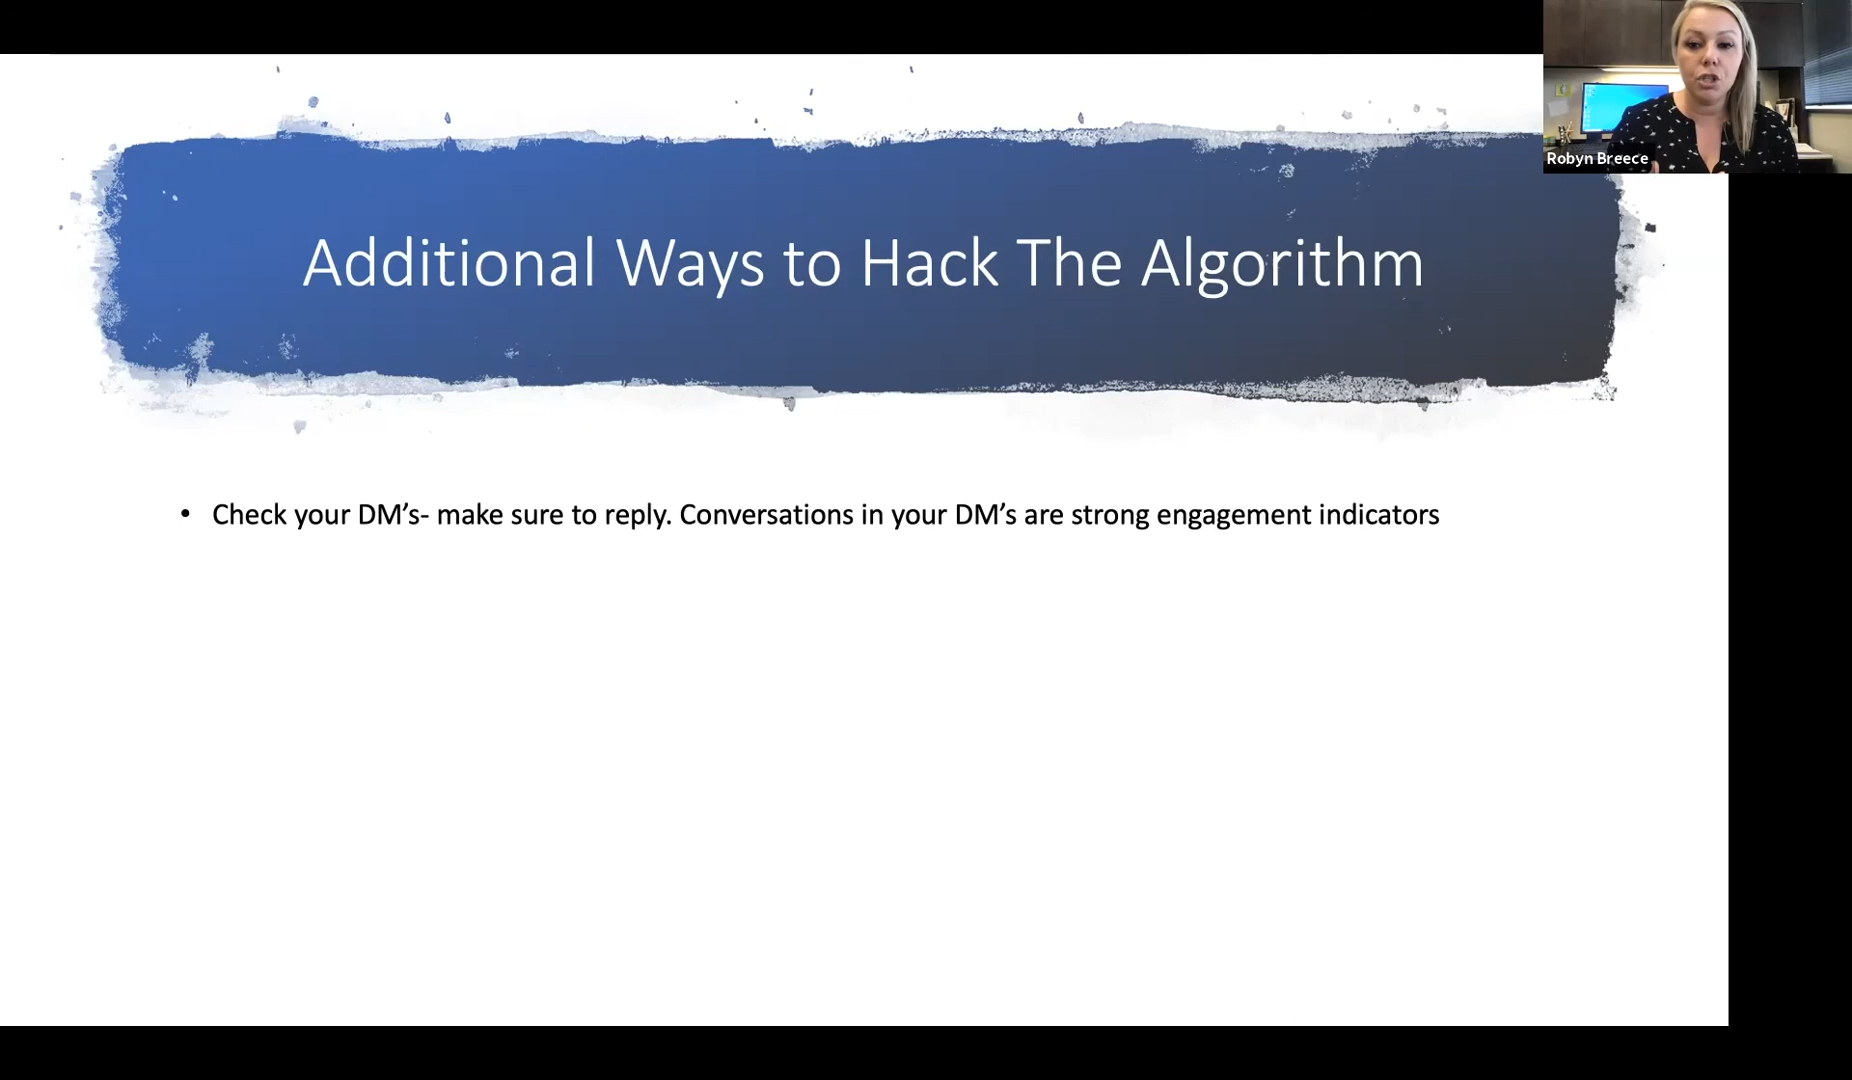 Robyn Breece
Additional Ways to Hack The Algorithm
• Check your DM’s- make sure to reply. Conversations in your DM’s are strong engagement indicators